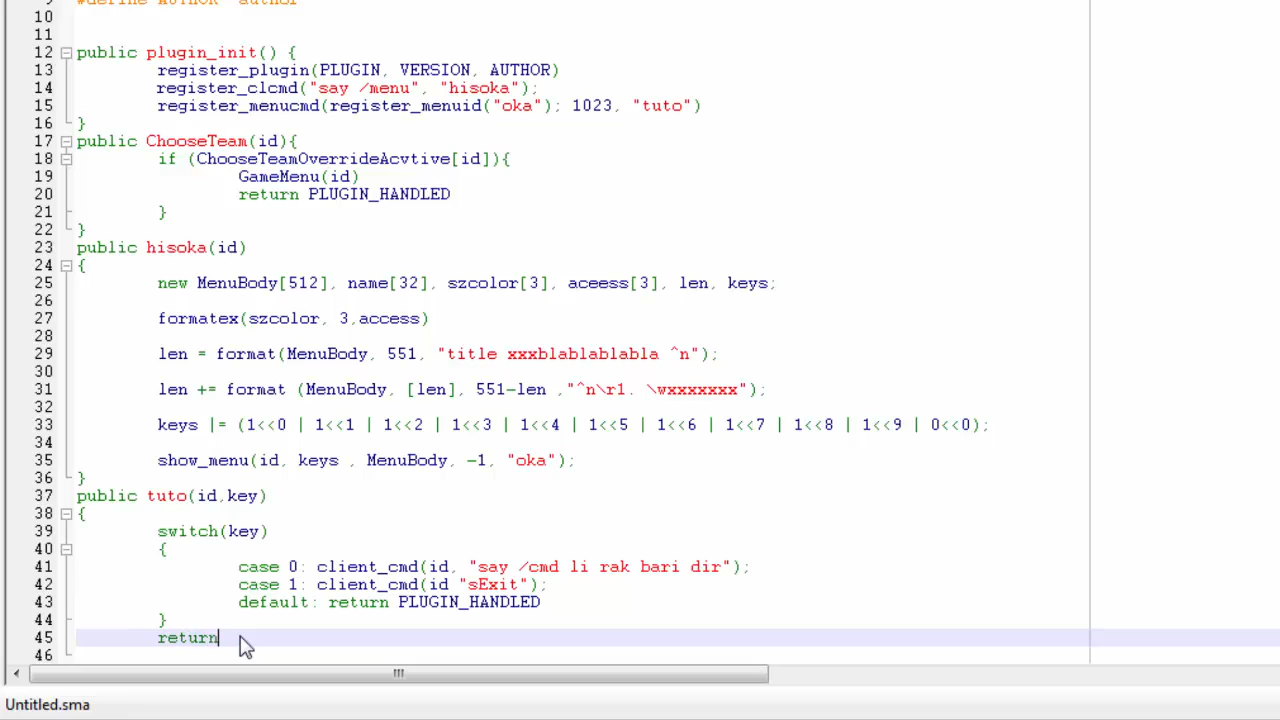 9 #define AUTHOR "author"
10
11
12 public plugin_init() {
13 register_plugin(PLUGIN, VERSION, AUTHOR)
14 register_clcmd("say /menu", "hisoka");
15 register_menucmd(register_menuid("oka"); 1023, "tuto")
16 }
17 public ChooseTeam(id){
18 if (ChooseTeamOverrideAcvtive[id]){
19 GameMenu(id)
20 return PLUGIN_HANDLED
21 }
22 }
23 public hisoka(id)
24 {
25 new MenuBody[512], name[32], szcolor[3], aceess[3], len, keys;
26
27 formatex(szcolor, 3,access)
28
29 len = format(MenuBody, 551, "title xxxblablablabla ^n");
30
31 len += format (MenuBody, [len], 551-len ,"^n\r1. \wxxxxxxx");
32
33 keys |= (1<<0 | 1<<1 | 1<<2 | 1<<3 | 1<<4 | 1<<5 | 1<<6 | 1<<7 | 1<<8 | 1<<9 | 0<<0);
34
35 show_menu(id, keys , MenuBody, -1, "oka");
36 }
37 public tuto(id,key)
38 {
39 switch(key)
40 {
41 case 0: client_cmd(id, "say /cmd li rak bari dir");
42 case 1: client_cmd(id "sExit");
43 default: return PLUGIN_HANDLED
44 }
45 return
46
Untitled.sma